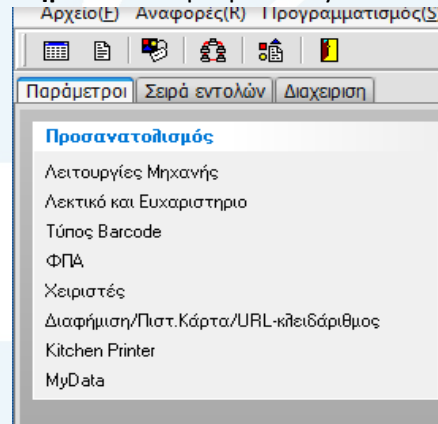 Αρχείο(F) Αναφορές(R) Προγραμματισμός(S
Παράμετροι Σειρά εντολών Διαχειριση
Προσανατολισμός
Λειτουργίες Μηχανής
Λεκτικό και Ευχαριστηριο
Τύπος Barcode
ΦΠΑ
Χειριστές
Διαφήμιση/Πιστ.Κάρτα/URL-κλειδάριθμος
Kitchen Printer
MyData